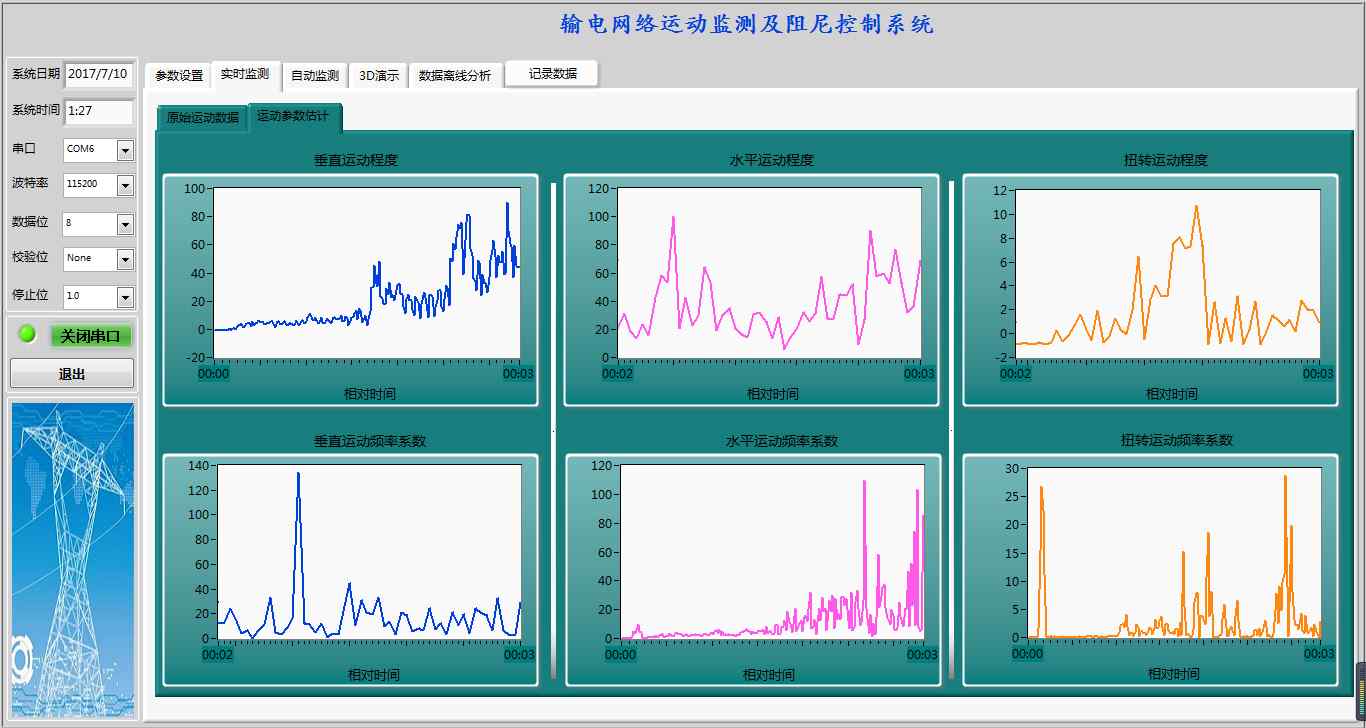 输电网络运动监测及阻尼控制系统
系统日期 2017/7/10
系统时间 1:27
串口 COM6
波特率 115200
数据位 8
校验位 None
停止位 1.0
关闭串口
退出
参数设置 实时监测 自动监测 3D演示 数据离线分析 记录数据
原始运动数据 运动参数估计
垂直运动程度
100
80
60
40
20
0
-20
00:00 00:03
相对时间
水平运动程度
120
100
80
60
40
20
0
00:02 00:03
相对时间
扭转运动程度
12
10
8
6
4
2
0
-2
00:02 00:03
相对时间
垂直运动频率系数
140
120
100
80
60
40
20
0
00:02 00:03
相对时间
水平运动频率系数
120
100
80
60
40
20
0
00:00 00:03
相对时间
扭转运动频率系数
30
25
20
15
10
5
0
00:00 00:03
相对时间